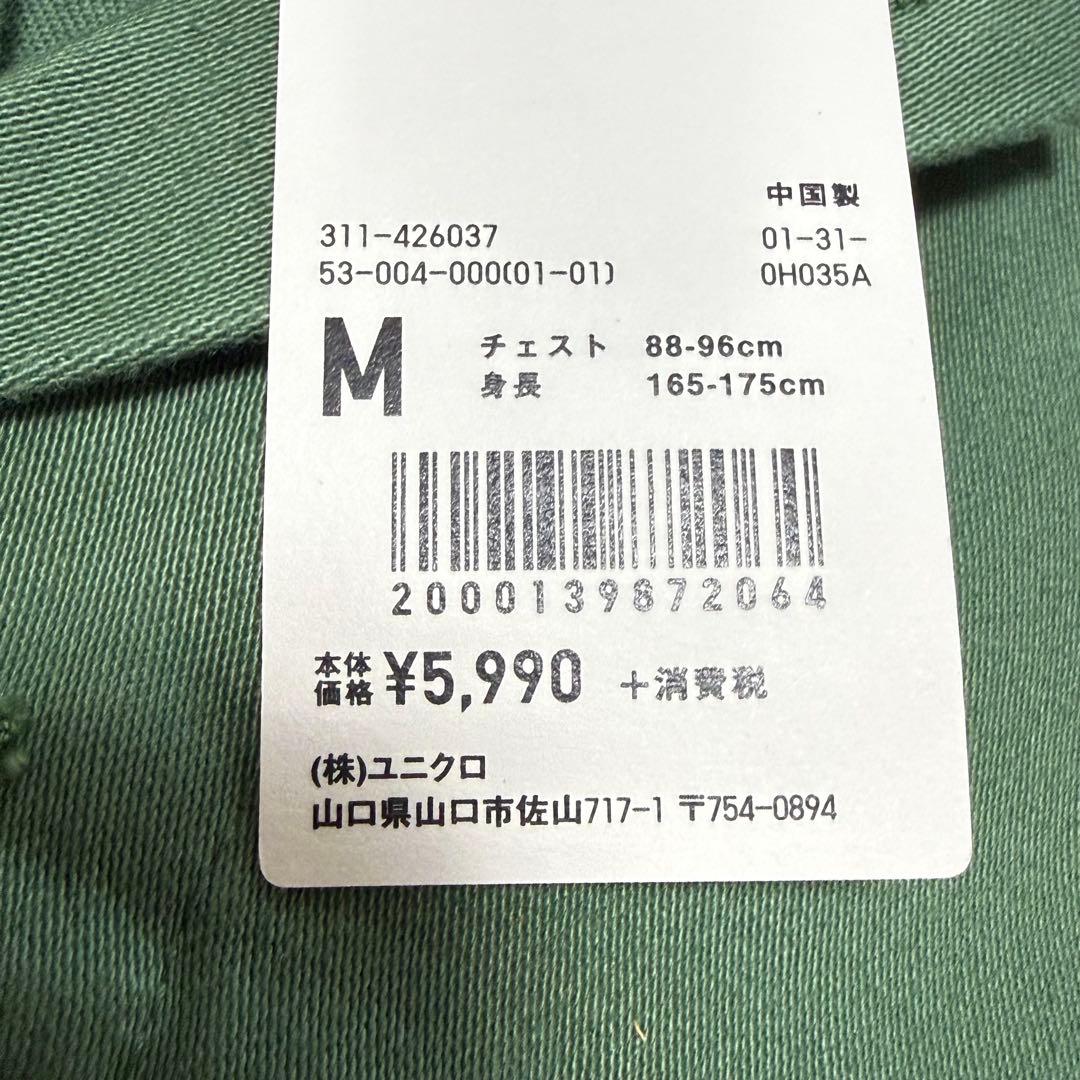 中国製
311-426037 01-31-
53-004-000(01-01) 0H035A
M チェスト 88-96cm
身長 165-175cm
2000139872064
本体価格 ¥5,990 +消費税
(株)ユニクロ
山口県山口市佐山717-1 〒754-0894